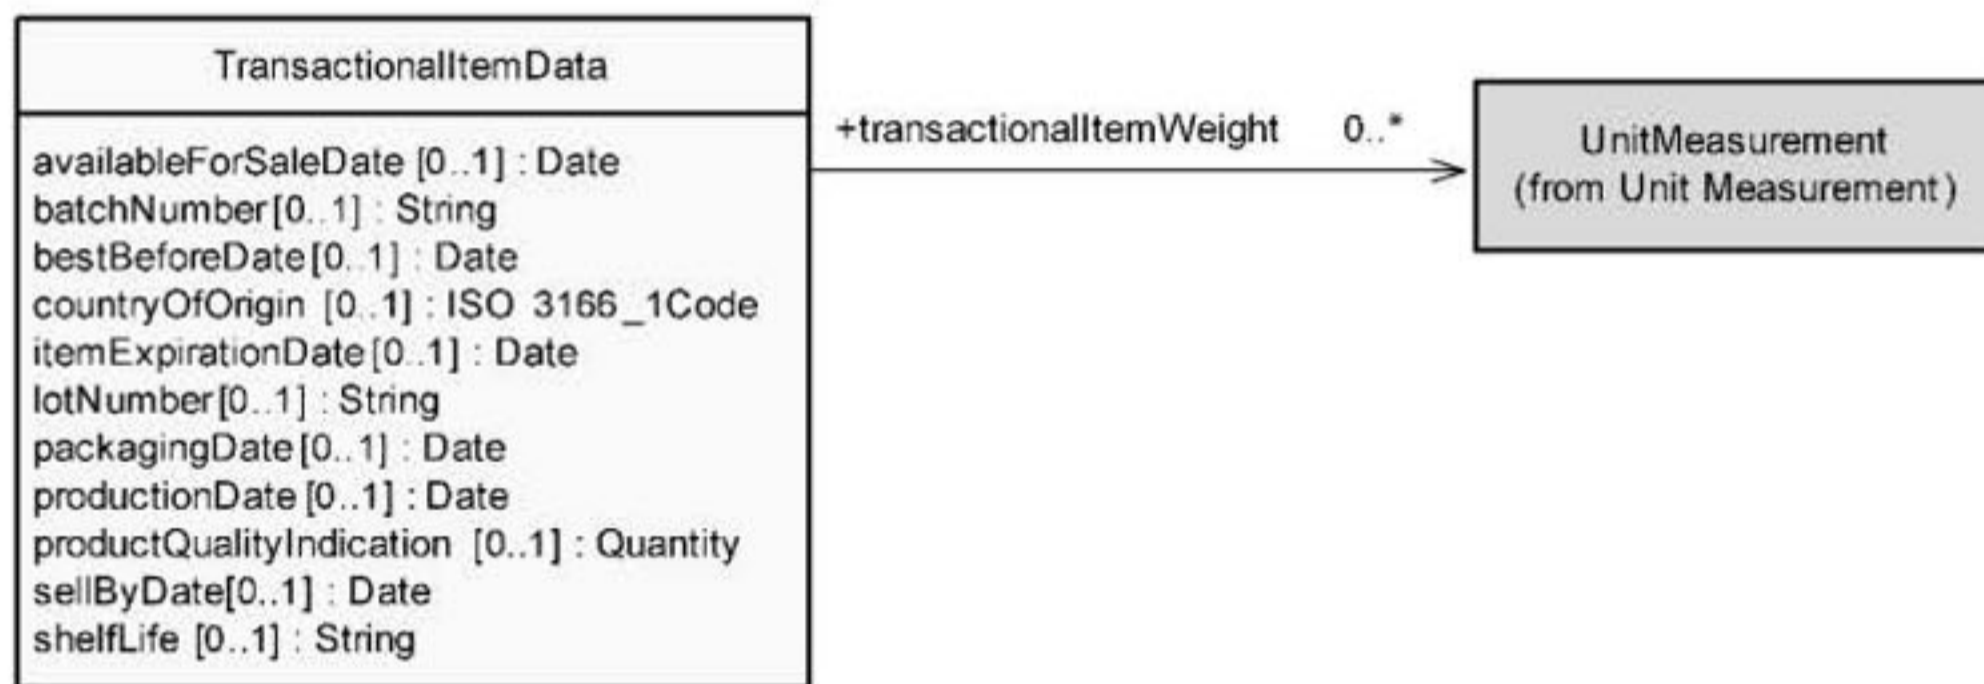 TransactionalItemData
availableForSaleDate [0..1] : Date
batchNumber[0..1] : String
bestBeforeDate[0..1] : Date
countryOfOrigin [0..1] : ISO 3166_1Code
itemExpirationDate[0..1] : Date
lotNumber[0..1] : String
packagingDate[0..1] : Date
productionDate [0..1] : Date
productQualityIndication [0..1] : Quantity
sellByDate[0..1] : Date
shelfLife [0..1] : String
+transactionalItemWeight 0..*
UnitMeasurement
(from Unit Measurement)